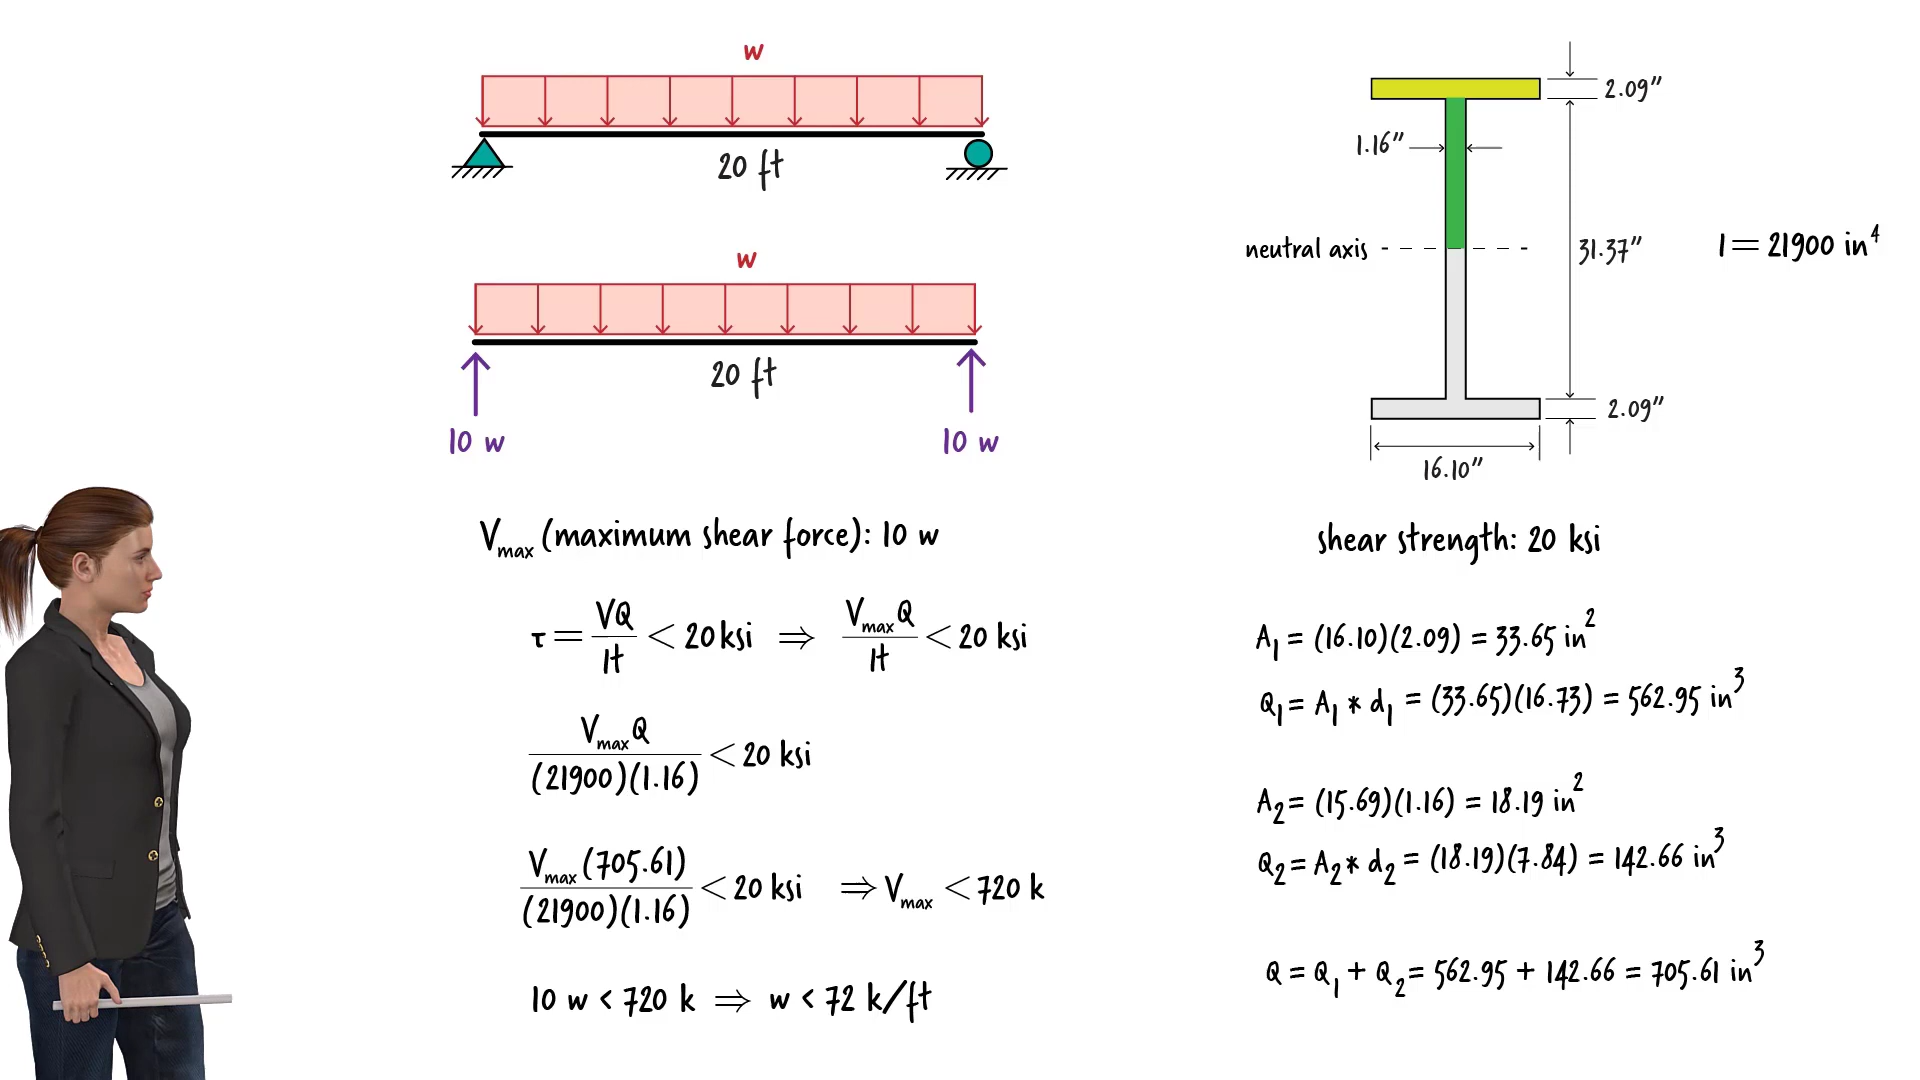 w
20 ft
w
20 ft
10 w
10 w
V_max (maximum shear force): 10 w
τ = VQ/It < 20 ksi ⇒ V_max Q/It < 20 ksi
V_max Q/(21900)(1.16) < 20 ksi
V_max (705.61)/(21900)(1.16) < 20 ksi ⇒ V_max < 720 k
10 w < 720 k ⇒ w < 72 k/ft
2.09"
1.16"
neutral axis
31.37"
I = 21900 in⁴
2.09"
16.10"
shear strength: 20 ksi
A₁ = (16.10)(2.09) = 33.65 in²
Q₁ = A₁ * d₁ = (33.65)(16.73) = 562.95 in³
A₂ = (15.69)(1.16) = 18.19 in²
Q₂ = A₂ * d₂ = (18.19)(7.84) = 142.66 in³
Q = Q₁ + Q₂ = 562.95 + 142.66 = 705.61 in³